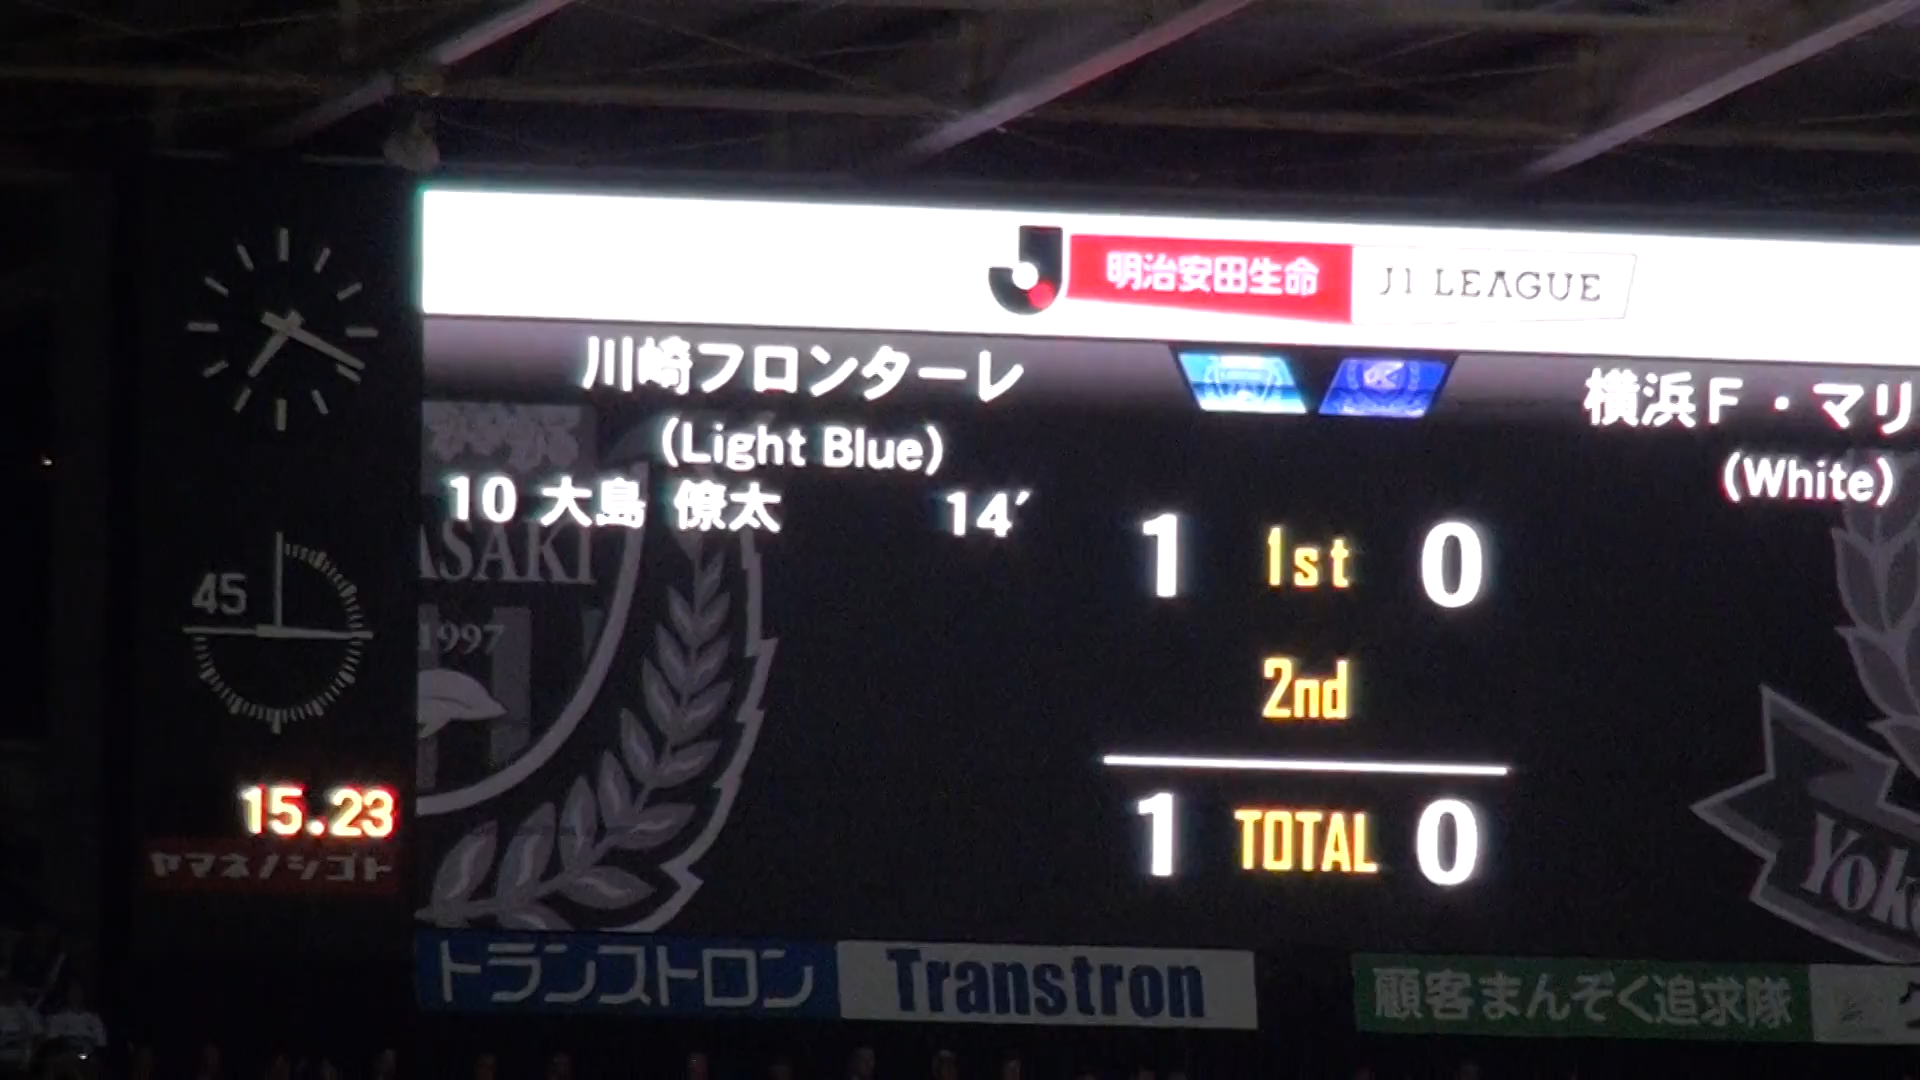 明治安田生命 J1 LEAGUE
川崎フロンターレ
横浜F・マリ
(Light Blue)
(White)
10 大島 僚太 14′
1 1st 0
2nd
1 TOTAL 0
45
15.23
ヤマネノシゴト
ASAKI
1997
Yok
トランストロン Transtron
顧客まんぞく追求隊